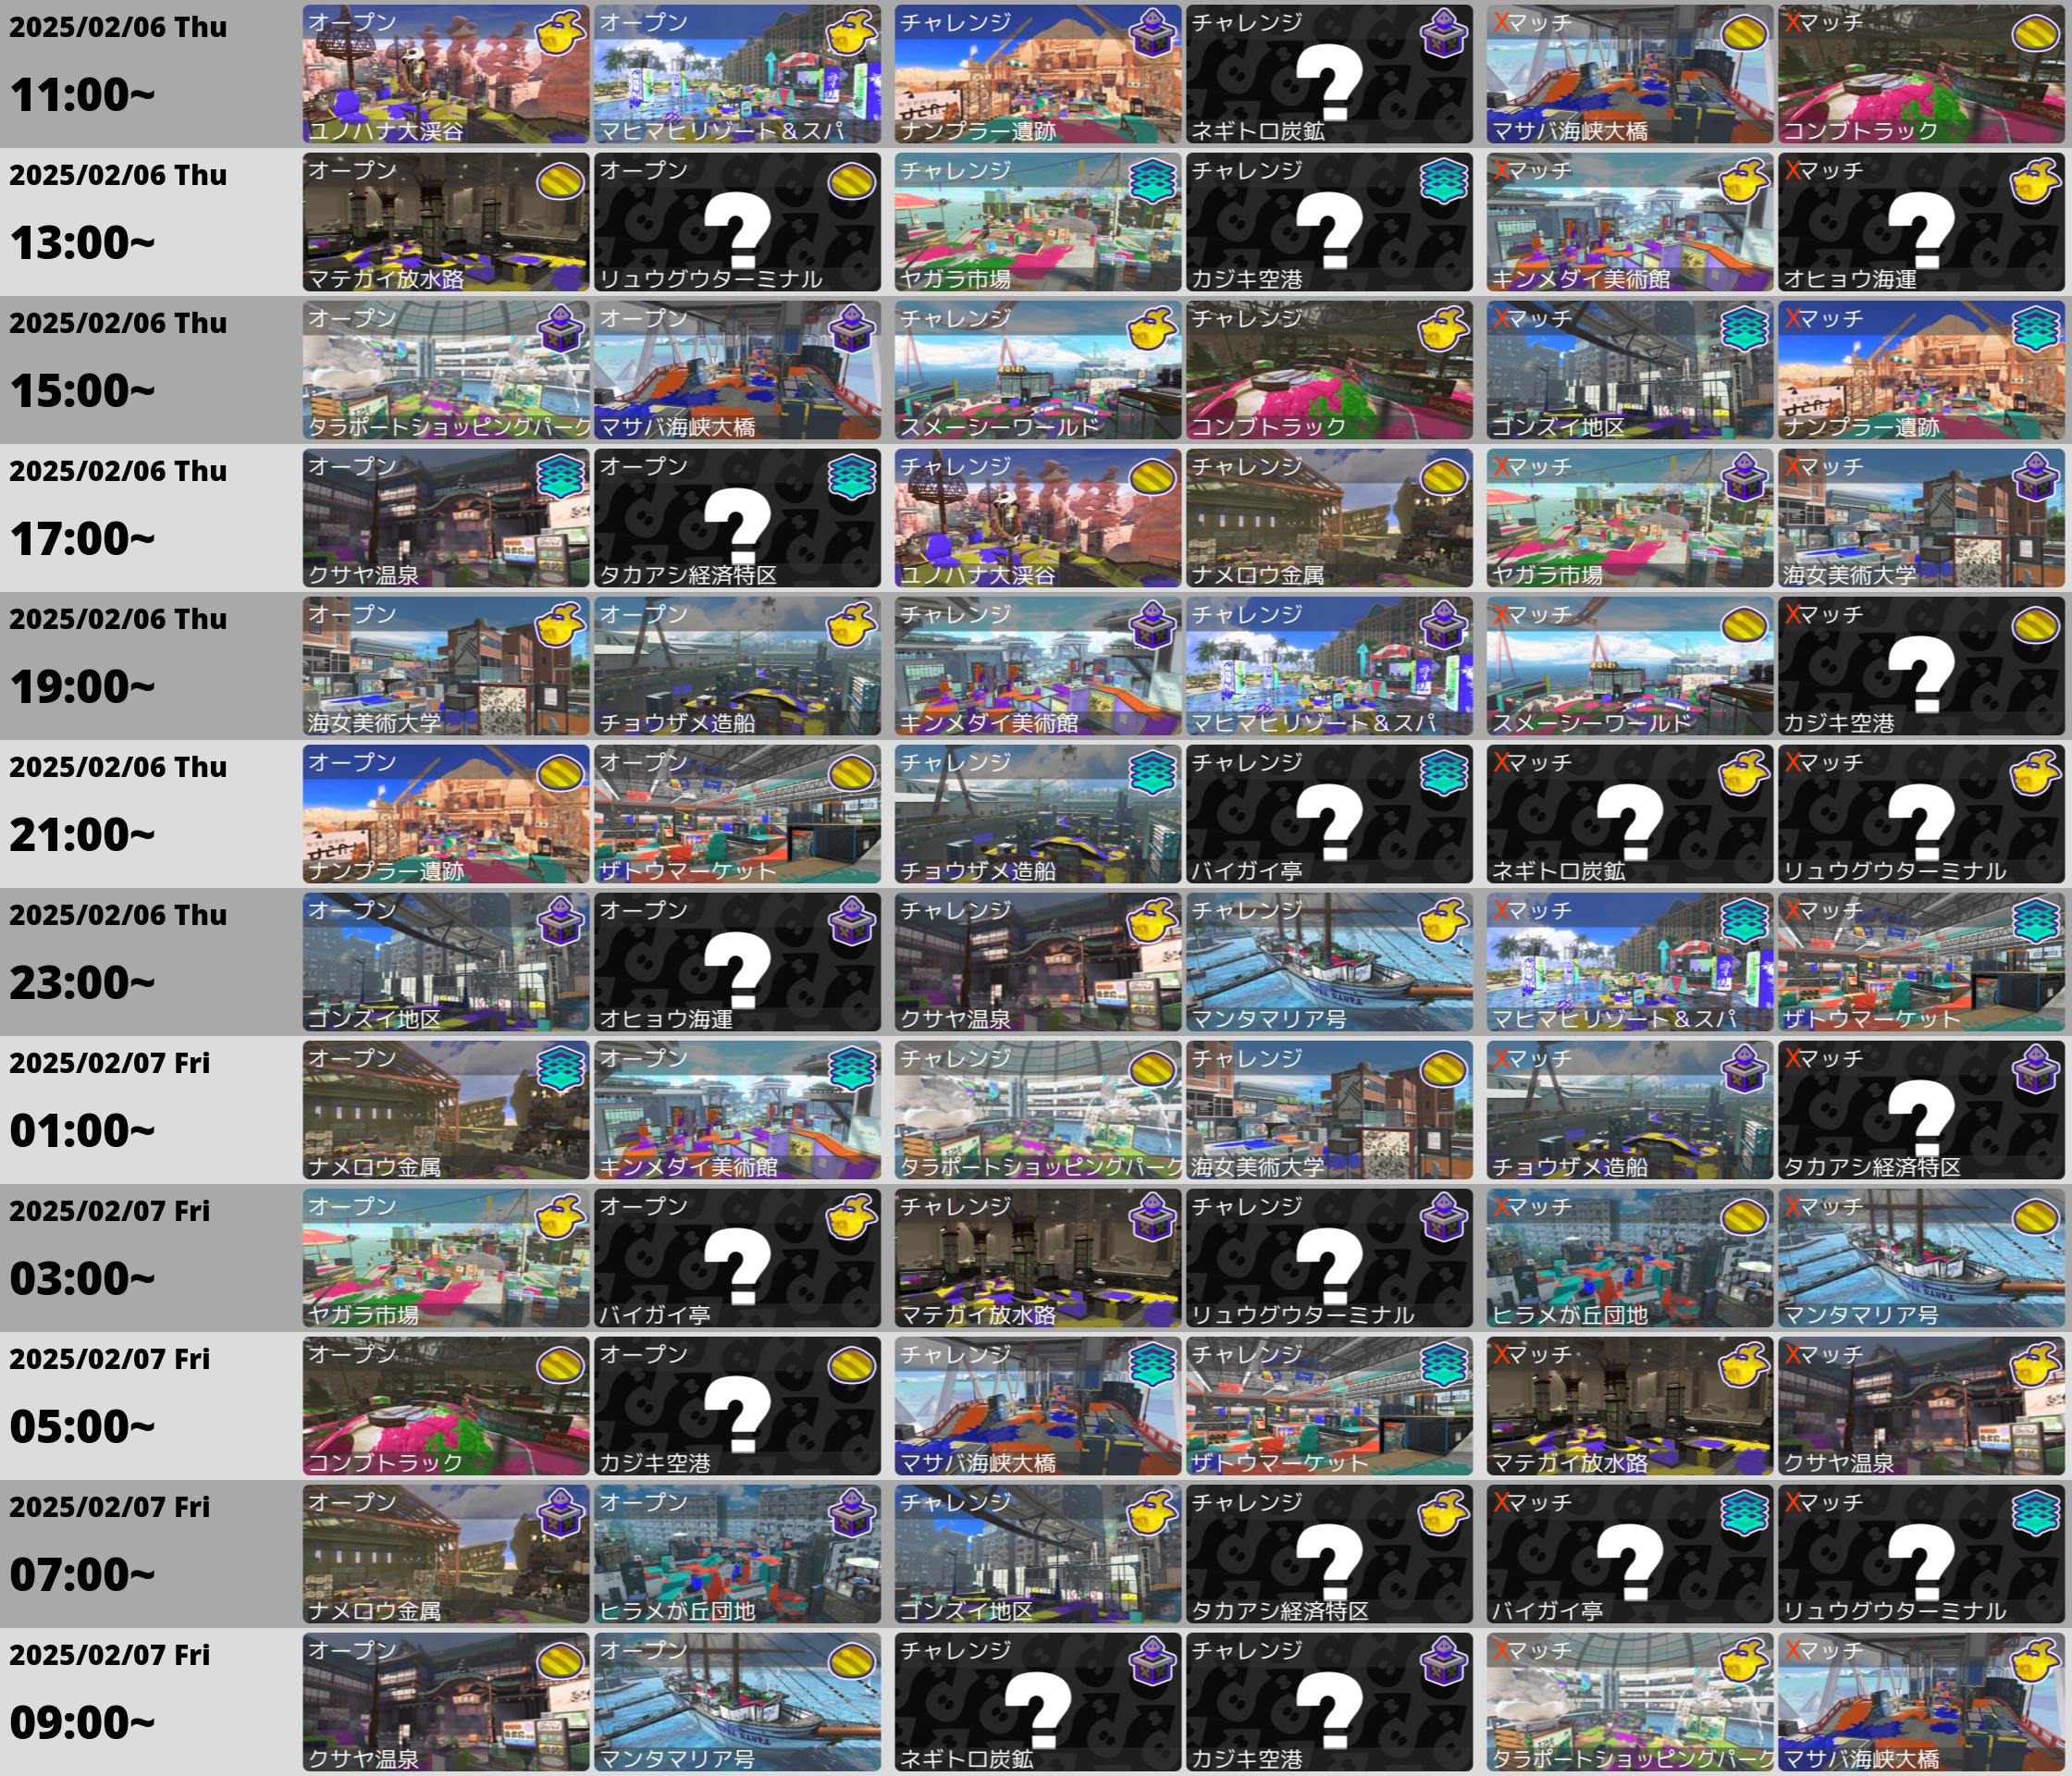 2025/02/06 Thu
11:00~
オープン
ユノハナ大渓谷
オープン
マヒマヒリゾート＆スパ
チャレンジ
ナンプラー遺跡
チャレンジ
?
ネギトロ炭鉱
Xマッチ
マサバ海峡大橋
Xマッチ
コンブトラック
2025/02/06 Thu
13:00~
オープン
マテガイ放水路
オープン
?
リュウグウターミナル
チャレンジ
ヤガラ市場
チャレンジ
?
カジキ空港
Xマッチ
キンメダイ美術館
Xマッチ
?
オヒョウ海運
2025/02/06 Thu
15:00~
オープン
タラポートショッピングパーク
オープン
マサバ海峡大橋
チャレンジ
スメーシーワールド
チャレンジ
コンブトラック
Xマッチ
ゴンズイ地区
Xマッチ
ナンプラー遺跡
2025/02/06 Thu
17:00~
オープン
クサヤ温泉
オープン
?
タカアシ経済特区
チャレンジ
ユノハナ大渓谷
チャレンジ
ナメロウ金属
Xマッチ
ヤガラ市場
Xマッチ
海女美術大学
2025/02/06 Thu
19:00~
オープン
海女美術大学
オープン
チョウザメ造船
チャレンジ
キンメダイ美術館
チャレンジ
マヒマヒリゾート＆スパ
Xマッチ
スメーシーワールド
Xマッチ
?
カジキ空港
2025/02/06 Thu
21:00~
オープン
ナンプラー遺跡
オープン
ザトウマーケット
チャレンジ
チョウザメ造船
チャレンジ
?
バイガイ亭
Xマッチ
?
ネギトロ炭鉱
Xマッチ
?
リュウグウターミナル
2025/02/06 Thu
23:00~
オープン
ゴンズイ地区
オープン
?
オヒョウ海運
チャレンジ
クサヤ温泉
チャレンジ
マンタマリア号
Xマッチ
マヒマヒリゾート＆スパ
Xマッチ
ザトウマーケット
2025/02/07 Fri
01:00~
オープン
ナメロウ金属
オープン
キンメダイ美術館
チャレンジ
タラポートショッピングパーク
チャレンジ
海女美術大学
Xマッチ
チョウザメ造船
Xマッチ
?
タカアシ経済特区
2025/02/07 Fri
03:00~
オープン
ヤガラ市場
オープン
?
バイガイ亭
チャレンジ
マテガイ放水路
チャレンジ
?
リュウグウターミナル
Xマッチ
ヒラメが丘団地
Xマッチ
マンタマリア号
2025/02/07 Fri
05:00~
オープン
コンブトラック
オープン
?
カジキ空港
チャレンジ
マサバ海峡大橋
チャレンジ
ザトウマーケット
Xマッチ
マテガイ放水路
Xマッチ
クサヤ温泉
2025/02/07 Fri
07:00~
オープン
ナメロウ金属
オープン
ヒラメが丘団地
チャレンジ
ゴンズイ地区
チャレンジ
?
タカアシ経済特区
Xマッチ
?
バイガイ亭
Xマッチ
?
リュウグウターミナル
2025/02/07 Fri
09:00~
オープン
クサヤ温泉
オープン
マンタマリア号
チャレンジ
?
ネギトロ炭鉱
チャレンジ
?
カジキ空港
Xマッチ
タラポートショッピングパーク
Xマッチ
マサバ海峡大橋